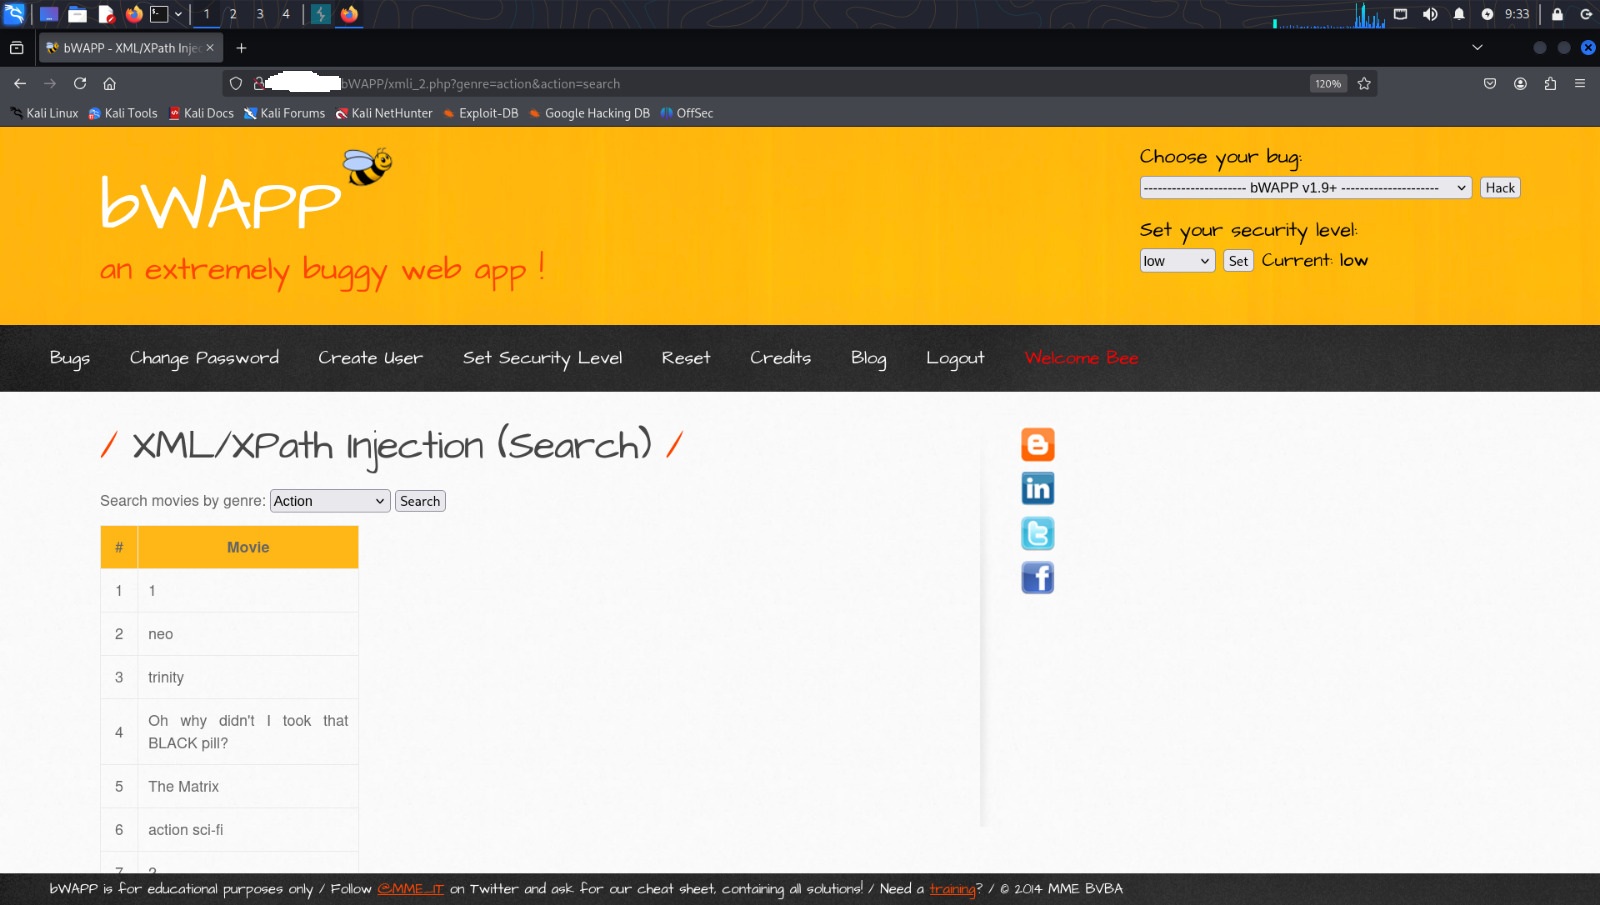 1 2 3 4 9:33
bWAPP - XML/XPath Injec
bWAPP/xmli_2.php?genre=action&action=search 120%
Kali Linux Kali Tools Kali Docs Kali Forums Kali NetHunter Exploit-DB Google Hacking DB OffSec
bWAPP
an extremely buggy web app !
Choose your bug:
---------------------- bWAPP v1.9+ --------------------- Hack
Set your security level:
low Set Current: low
Bugs Change Password Create User Set Security Level Reset Credits Blog Logout Welcome Bee
/ XML/XPath Injection (Search) /
Search movies by genre: Action Search
# Movie
1 1
2 neo
3 trinity
4 Oh why didn't I took that
BLACK pill?
5 The Matrix
6 action sci-fi
7 2
bWAPP is for educational purposes only / Follow @MME_IT on Twitter and ask for our cheat sheet, containing all solutions! / Need a training? / © 2014 MME BVBA